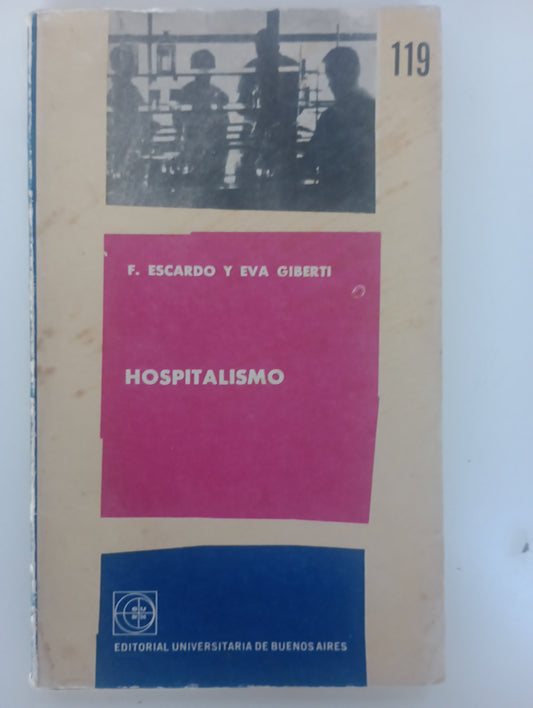 119
F. ESCARDO Y EVA GIBERTI
HOSPITALISMO
EDITORIAL UNIVERSITARIA DE BUENOS AIRES